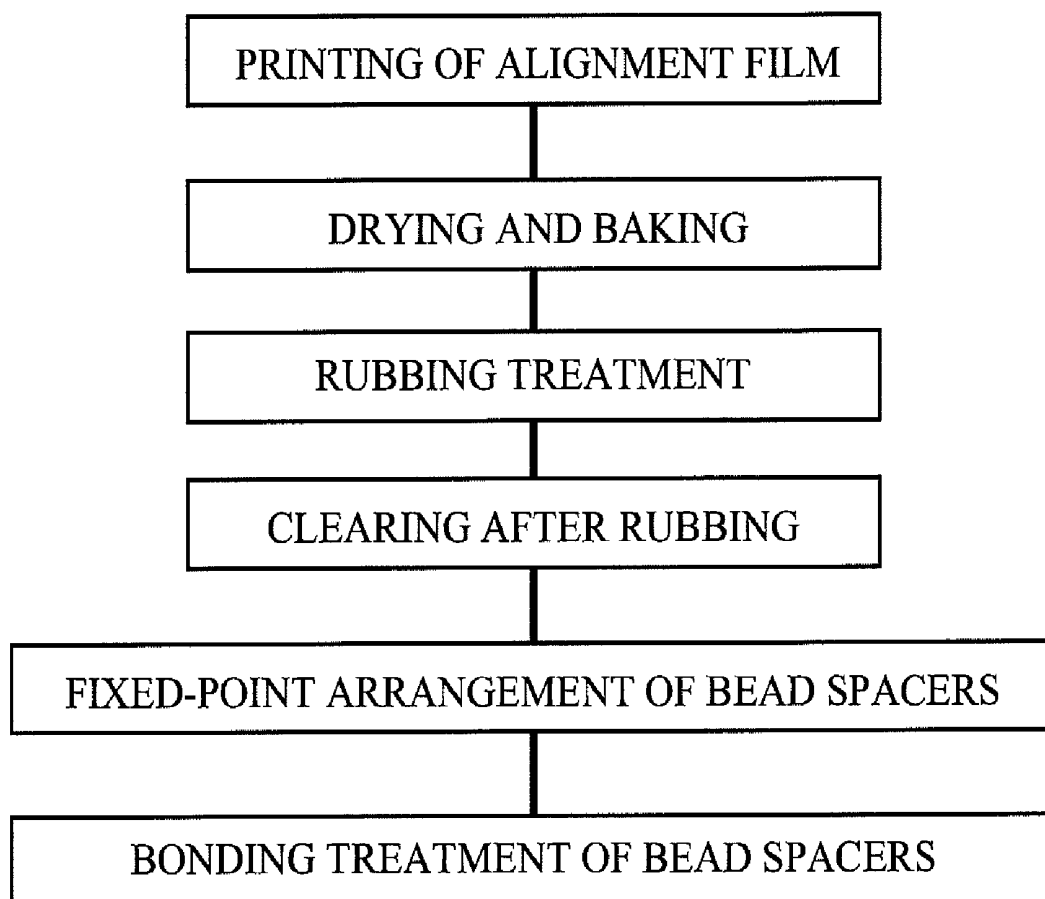 PRINTING OF ALIGNMENT FILM
DRYING AND BAKING
RUBBING TREATMENT
CLEARING AFTER RUBBING
FIXED-POINT ARRANGEMENT OF BEAD SPACERS
BONDING TREATMENT OF BEAD SPACERS